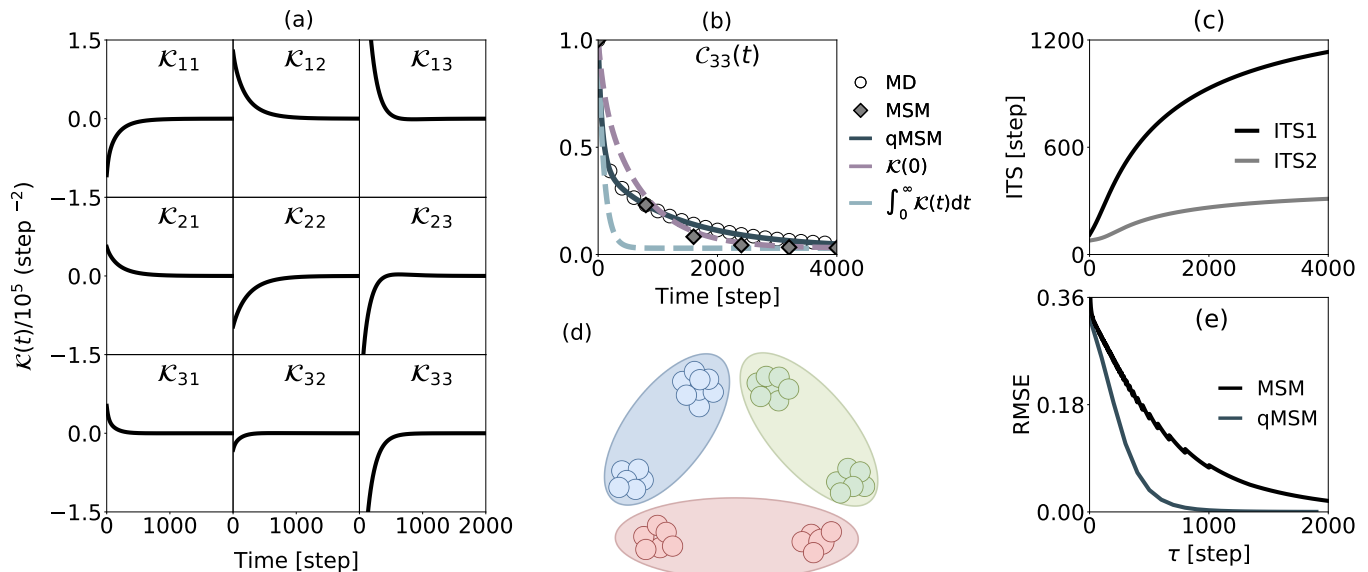 (a)
1.5
0.0
−1.5
0.0
−1.5
0.0
−1.5
𝒦(t)/10⁵ (step⁻²)
𝒦₁₁
𝒦₁₂
𝒦₁₃
𝒦₂₁
𝒦₂₂
𝒦₂₃
𝒦₃₁
𝒦₃₂
𝒦₃₃
0 1000 0 1000 0 1000 2000
Time [step]
(b)
1.0
0.5
0.0
𝒞₃₃(t)
0 2000 4000
Time [step]
MD
MSM
qMSM
𝒦(0)
∫₀^∞ 𝒦(t)dt
(c)
1200
600
0
ITS [step]
ITS1
ITS2
0 2000 4000
(d)
(e)
0.36
0.18
0.00
RMSE
MSM
qMSM
0 1000 2000
τ [step]